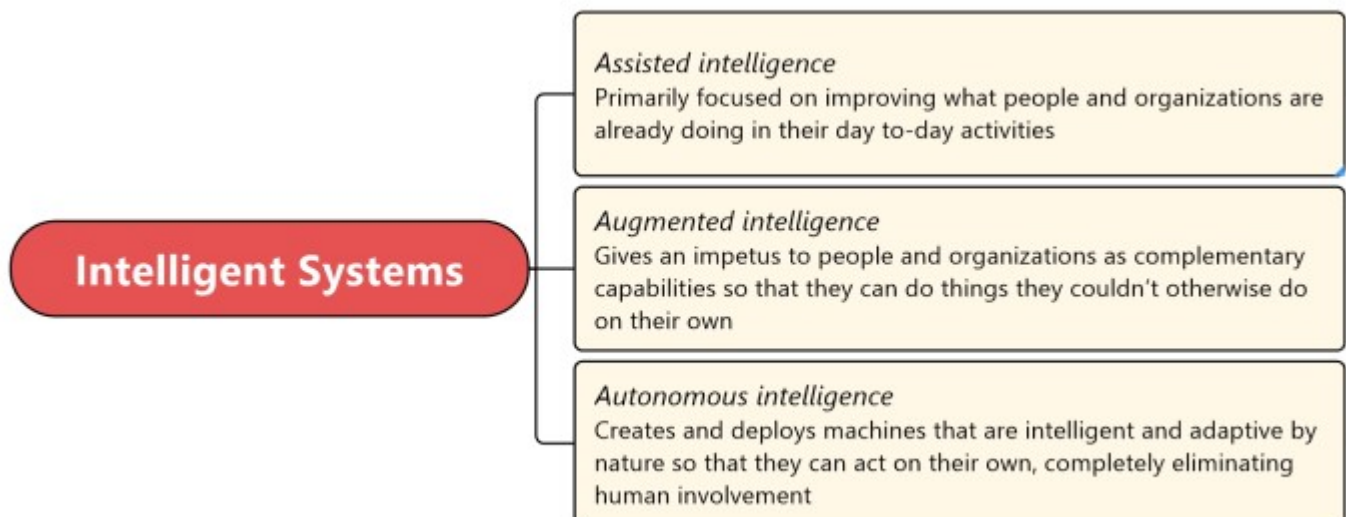 Intelligent Systems
Assisted intelligence
Primarily focused on improving what people and organizations are
already doing in their day to-day activities
Augmented intelligence
Gives an impetus to people and organizations as complementary
capabilities so that they can do things they couldn't otherwise do
on their own
Autonomous intelligence
Creates and deploys machines that are intelligent and adaptive by
nature so that they can act on their own, completely eliminating
human involvement